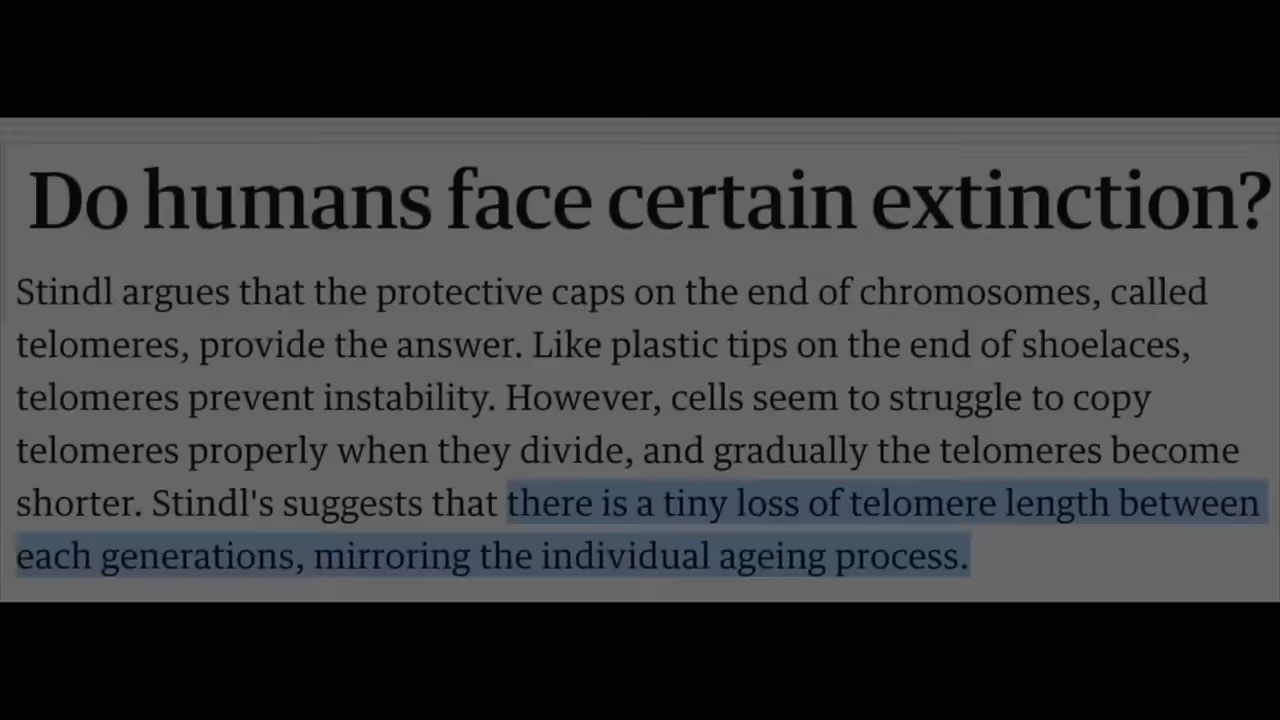 Do humans face certain extinction?
Stindl argues that the protective caps on the end of chromosomes, called
telomeres, provide the answer. Like plastic tips on the end of shoelaces,
telomeres prevent instability. However, cells seem to struggle to copy
telomeres properly when they divide, and gradually the telomeres become
shorter. Stindl's suggests that there is a tiny loss of telomere length between
each generations, mirroring the individual ageing process.